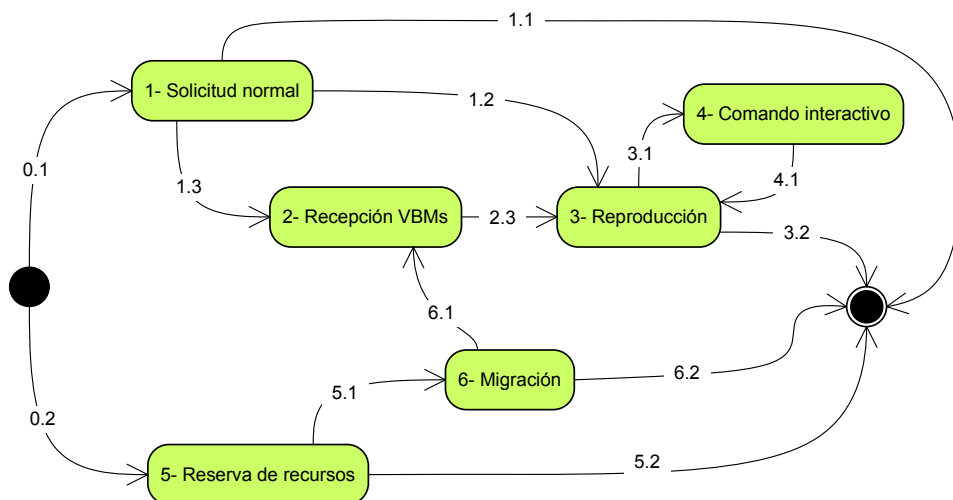 1.1
1- Solicitud normal
1.2
4- Comando interactivo
0.1
3.1
1.3
4.1
2- Recepción VBMs
2.3
3- Reproducción
3.2
6.1
6- Migración
6.2
5.1
0.2
5- Reserva de recursos
5.2